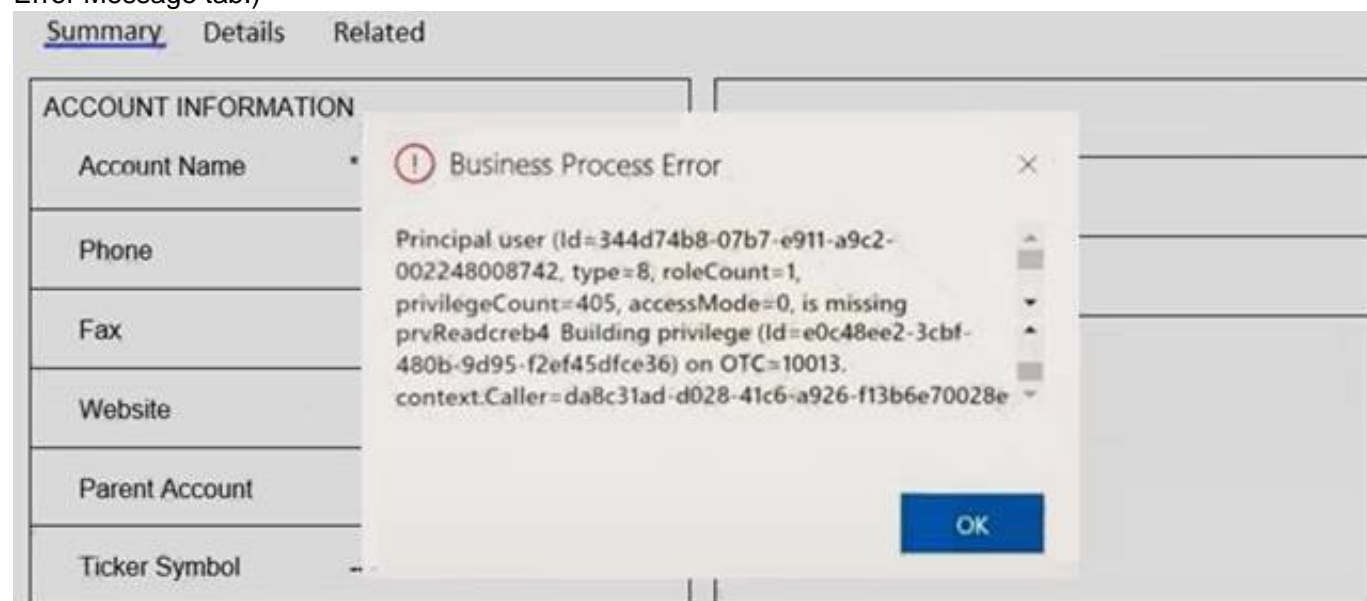 Error Message tab.)
Summary Details Related
ACCOUNT INFORMATION
Account Name *
Phone
Fax
Website
Parent Account
Ticker Symbol --
Business Process Error
Principal user (Id=344d74b8-07b7-e911-a9c2-
002248008742, type=8, roleCount=1,
privilegeCount=405, accessMode=0, is missing
prvReadcreb4 Building privilege (Id=e0c48ee2-3cbf-
480b-9d95-f2ef45dfce36) on OTC=10013.
context.Caller=da8c31ad-d028-41c6-a926-f13b6e70028e
OK